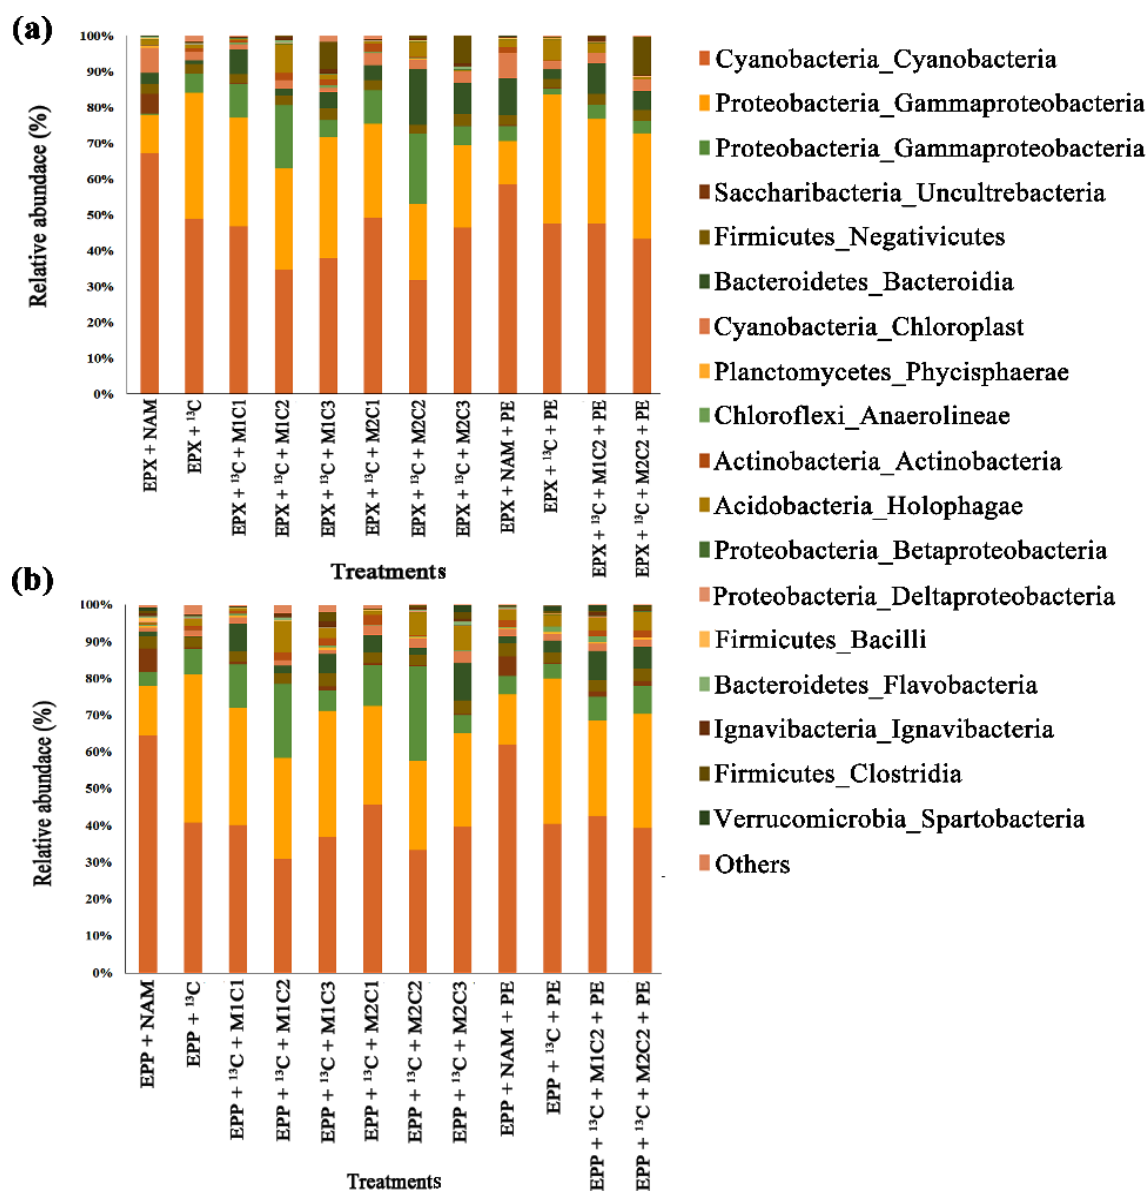 (a)
Relative abundace (%)
100%
90%
80%
70%
60%
50%
40%
30%
20%
10%
0%
EPX + NAM
EPX + ¹³C
EPX + ¹³C + M1C1
EPX + ¹³C + M1C2
EPX + ¹³C + M1C3
EPX + ¹³C + M2C1
EPX + ¹³C + M2C2
EPX + ¹³C + M2C3
EPX + NAM + PE
EPX + ¹³C + PE
EPX + ¹³C + M1C2 + PE
EPX + ¹³C + M2C2 + PE
Treatments
(b)
Relative abundace (%)
100%
90%
80%
70%
60%
50%
40%
30%
20%
10%
0%
EPP + NAM
EPP + ¹³C
EPP + ¹³C + M1C1
EPP + ¹³C + M1C2
EPP + ¹³C + M1C3
EPP + ¹³C + M2C1
EPP + ¹³C + M2C2
EPP + ¹³C + M2C3
EPP + NAM + PE
EPP + ¹³C + PE
EPP + ¹³C + M1C2 + PE
EPP + ¹³C + M2C2 + PE
Treatments
Cyanobacteria_Cyanobacteria
Proteobacteria_Gammaproteobacteria
Proteobacteria_Gammaproteobacteria
Saccharibacteria_Uncultrebacteria
Firmicutes_Negativicutes
Bacteroidetes_Bacteroidia
Cyanobacteria_Chloroplast
Planctomycetes_Phycisphaerae
Chloroflexi_Anaerolineae
Actinobacteria_Actinobacteria
Acidobacteria_Holophagae
Proteobacteria_Betaproteobacteria
Proteobacteria_Deltaproteobacteria
Firmicutes_Bacilli
Bacteroidetes_Flavobacteria
Ignavibacteria_Ignavibacteria
Firmicutes_Clostridia
Verrucomicrobia_Spartobacteria
Others